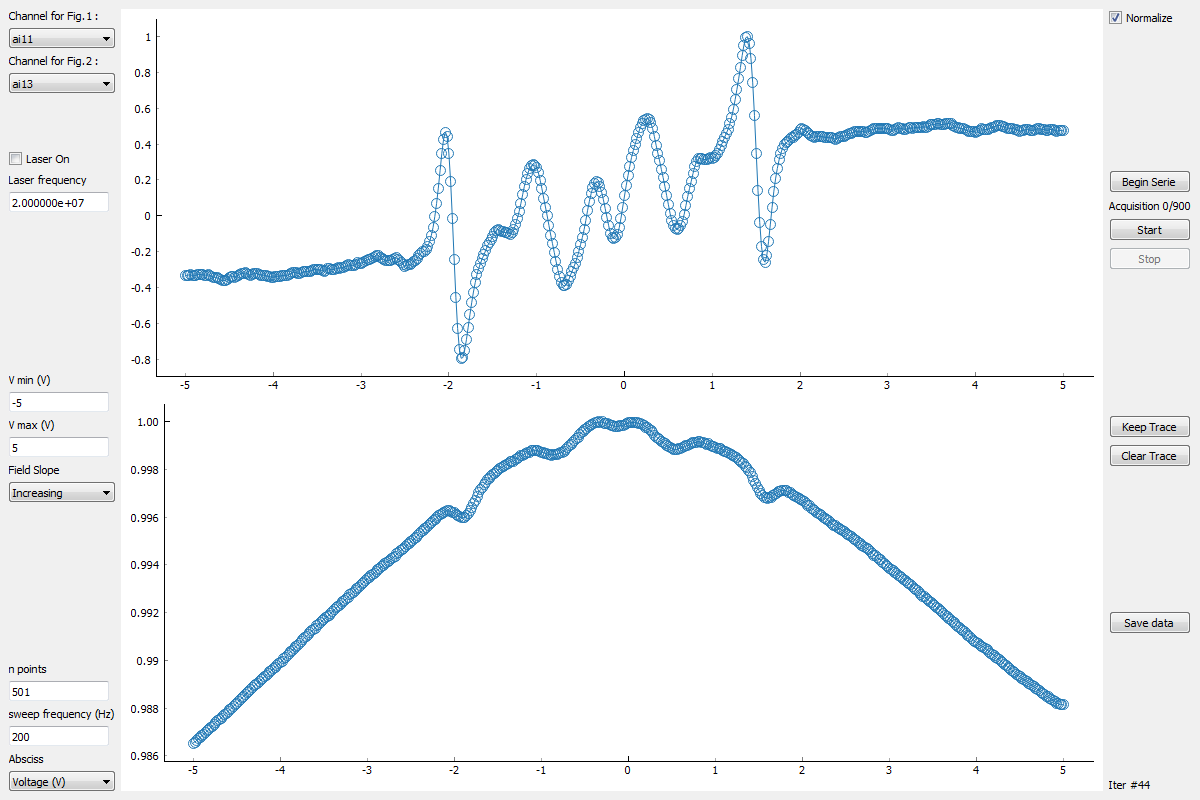 Channel for Fig.1 :
ai11
Channel for Fig.2 :
ai13
Laser On
Laser frequency
2.000000e+07
V min (V)
-5
V max (V)
5
Field Slope
Increasing
n points
501
sweep frequency (Hz)
200
Absciss
Voltage (V)
1
0.8
0.6
0.4
0.2
0
-0.2
-0.4
-0.6
-0.8
-5 -4 -3 -2 -1 0 1 2 3 4 5
1.00
0.998
0.996
0.994
0.992
0.99
0.988
0.986
-5 -4 -3 -2 -1 0 1 2 3 4 5
Normalize
Begin Serie
Acquisition 0/900
Start
Stop
Keep Trace
Clear Trace
Save data
Iter #44